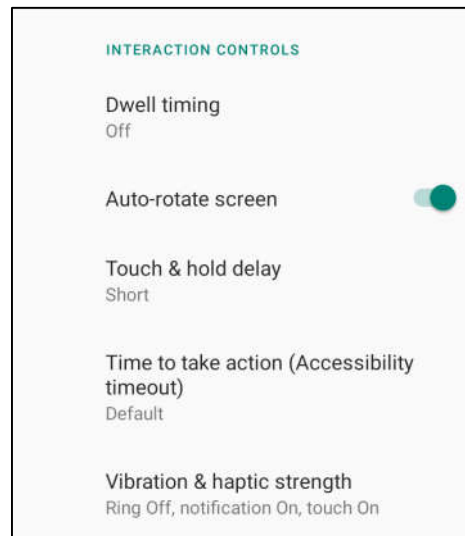 INTERACTION CONTROLS
Dwell timing
Off
Auto-rotate screen
Touch & hold delay
Short
Time to take action (Accessibility
timeout)
Default
Vibration & haptic strength
Ring Off, notification On, touch On